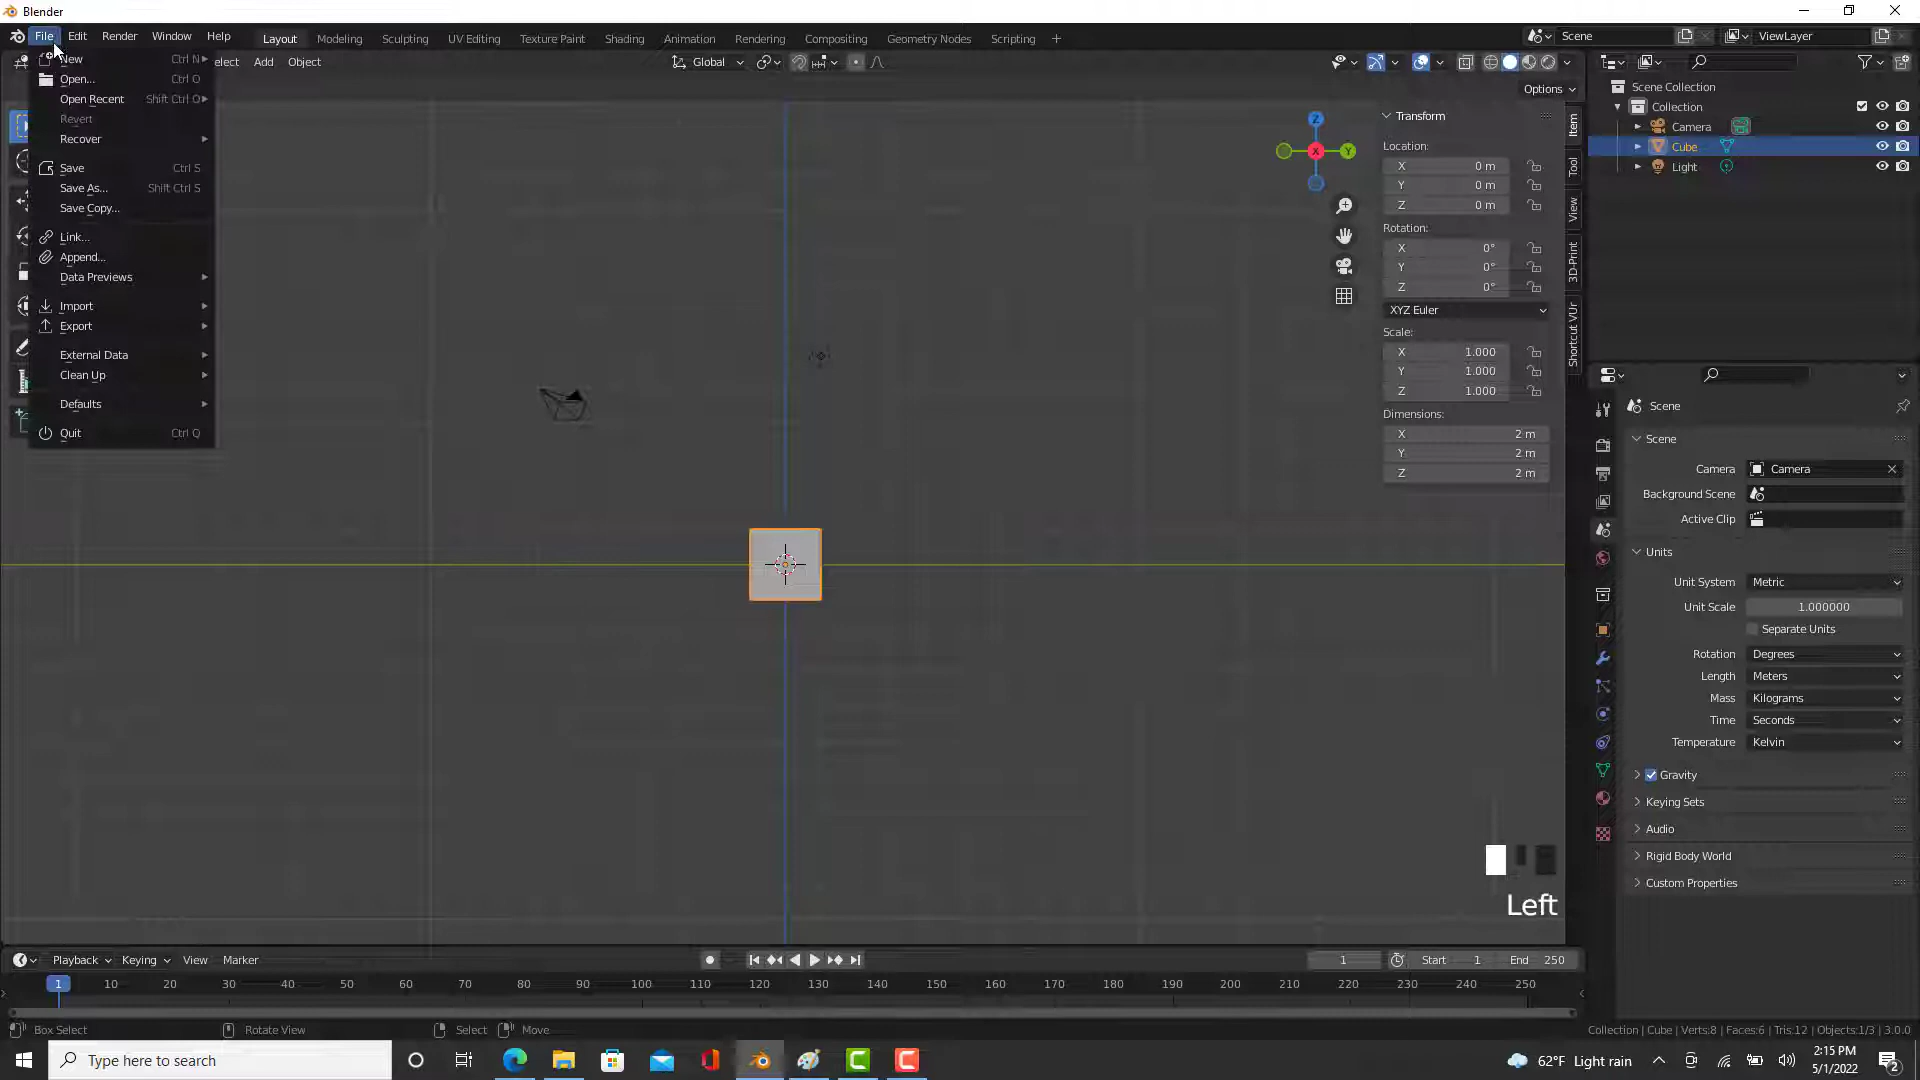 Blender
File Edit Render Window Help Layout Modeling Sculpting UV Editing Texture Paint Shading Animation Rendering Compositing Geometry Nodes Scripting + Scene ViewLayer
New Ctrl N
Open... Ctrl O
Open Recent Shift Ctrl O
Revert
Recover
Save Ctrl S
Save As... Shift Ctrl S
Save Copy...
Link...
Append...
Data Previews
Import
Export
External Data
Clean Up
Defaults
Quit Ctrl Q
Add Object
Global
Options
Z
X
Y
Transform
Location:
X 0 m
Y 0 m
Z 0 m
Rotation:
X 0°
Y 0°
Z 0°
XYZ Euler
Scale:
X 1.000
Y 1.000
Z 1.000
Dimensions:
X 2 m
Y 2 m
Z 2 m
Item
Tool
View
3D-Print
Shortcut VUr
Scene Collection
Collection
Camera
Cube
Light
Scene
Scene
Camera Camera
Background Scene
Active Clip
Units
Unit System Metric
Unit Scale 1.000000
Separate Units
Rotation Degrees
Length Meters
Mass Kilograms
Time Seconds
Temperature Kelvin
Gravity
Keying Sets
Audio
Rigid Body World
Custom Properties
Left
Playback Keying View Marker 1 Start 1 End 250
1 10 20 30 40 50 60 70 80 90 100 110 120 130 140 150 160 170 180 190 200 210 220 230 240 250
Box Select Rotate View Select Move Collection | Cube | Verts:8 | Faces:6 | Tris:12 | Objects:1/3 | 3.0.0
Type here to search 62°F Light rain 2:15 PM
5/1/2022
2